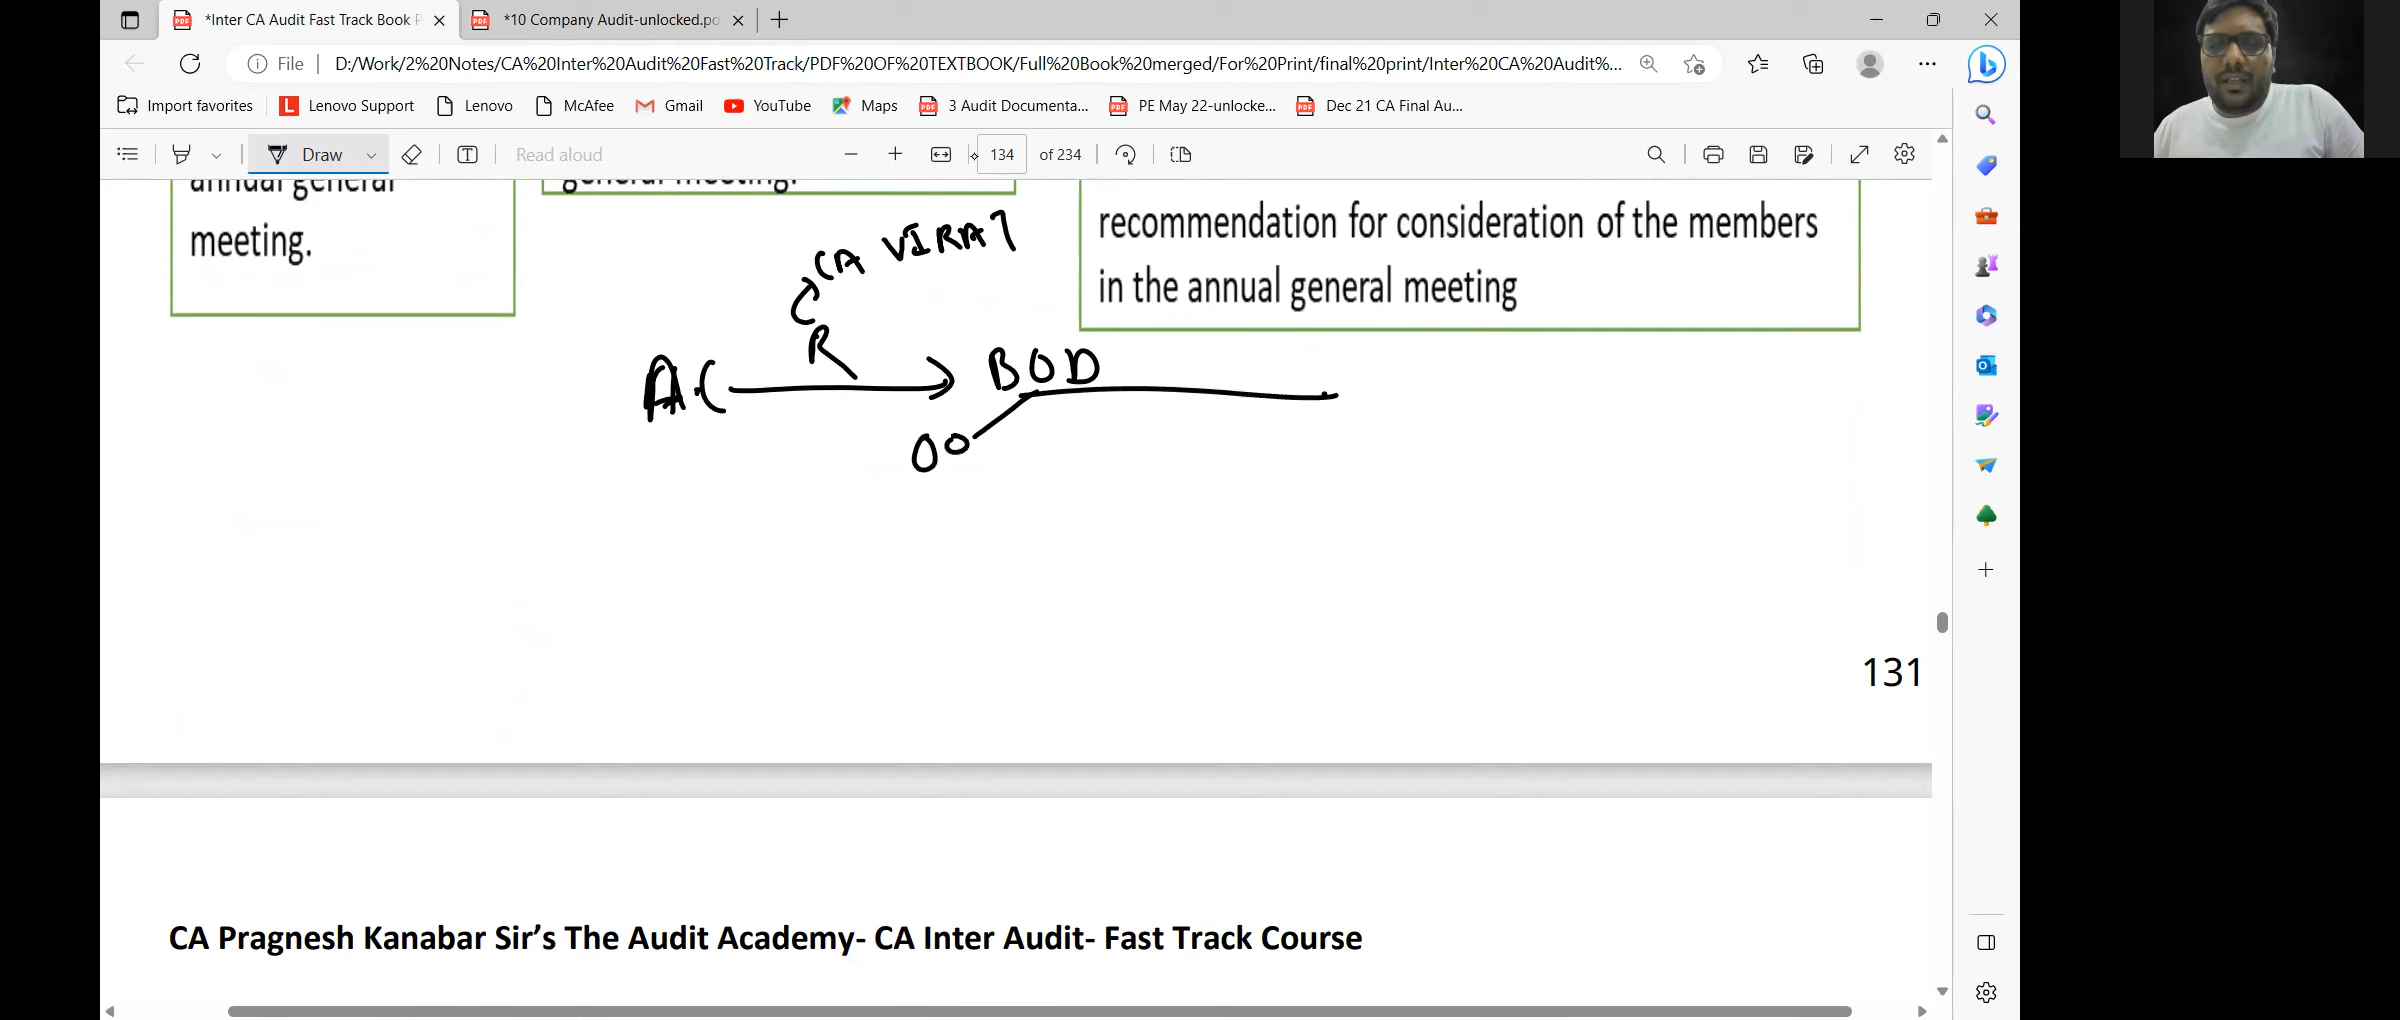 *Inter CA Audit Fast Track Book P
*10 Company Audit-unlocked.pd
File
D:/Work/2%20Notes/CA%20Inter%20Audit%20Fast%20Track/PDF%20OF%20TEXTBOOK/Full%20Book%20merged/For%20Print/final%20print/Inter%20CA%20Audit%...
Import favorites
Lenovo Support
Lenovo
McAfee
Gmail
YouTube
Maps
3 Audit Documenta...
PE May 22-unlocke...
Dec 21 CA Final Au...
Draw
Read aloud
134 of 234
annual general
meeting.
general meeting.
recommendation for consideration of the members
in the annual general meeting
CA VIRAT
R
AC
BOD
131
CA Pragnesh Kanabar Sir's The Audit Academy- CA Inter Audit- Fast Track Course